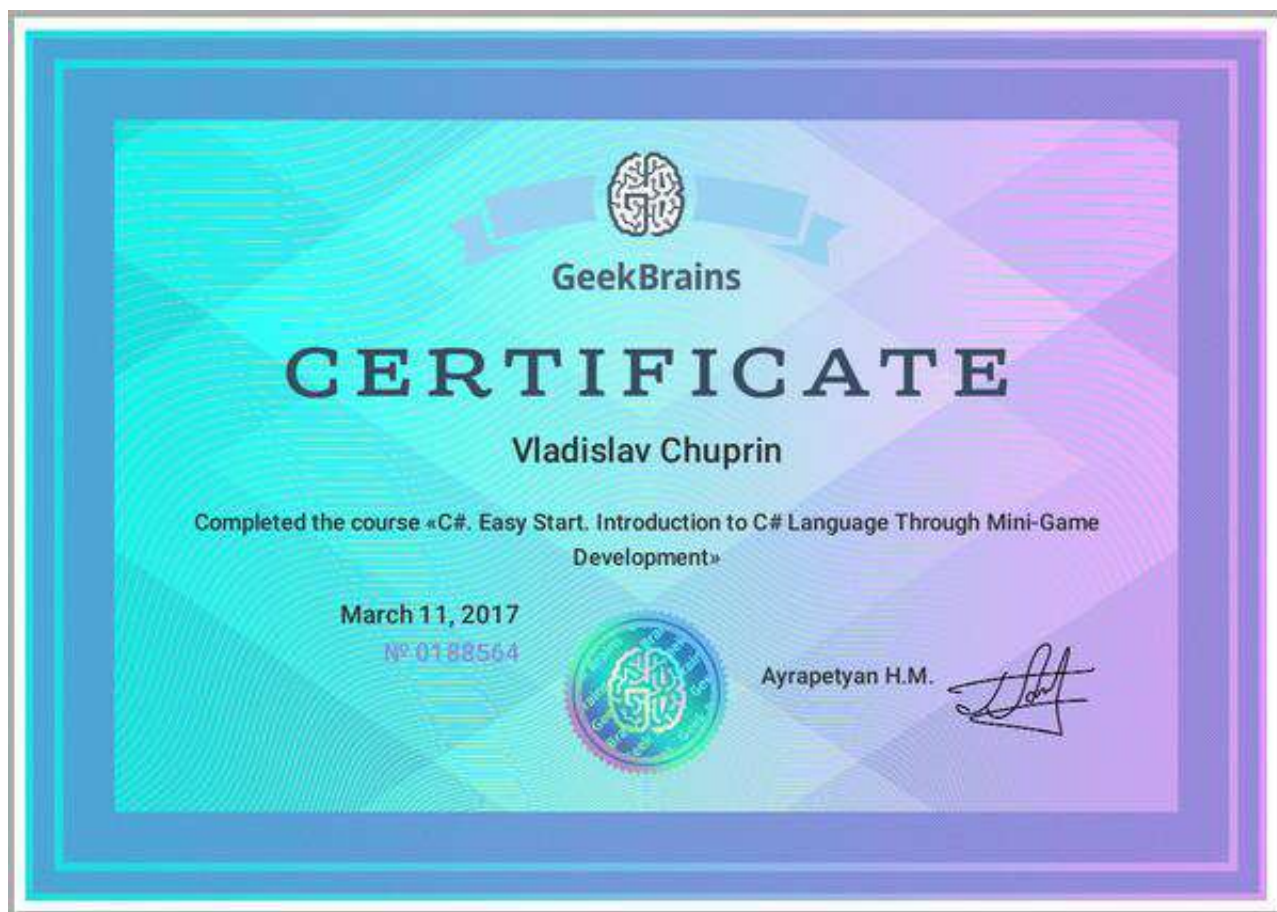 GeekBrains
CERTIFICATE
Vladislav Chuprin
Completed the course «C#. Easy Start. Introduction to C# Language Through Mini-Game
Development»
March 11, 2017
№ 0188564
Ayrapetyan H.M.